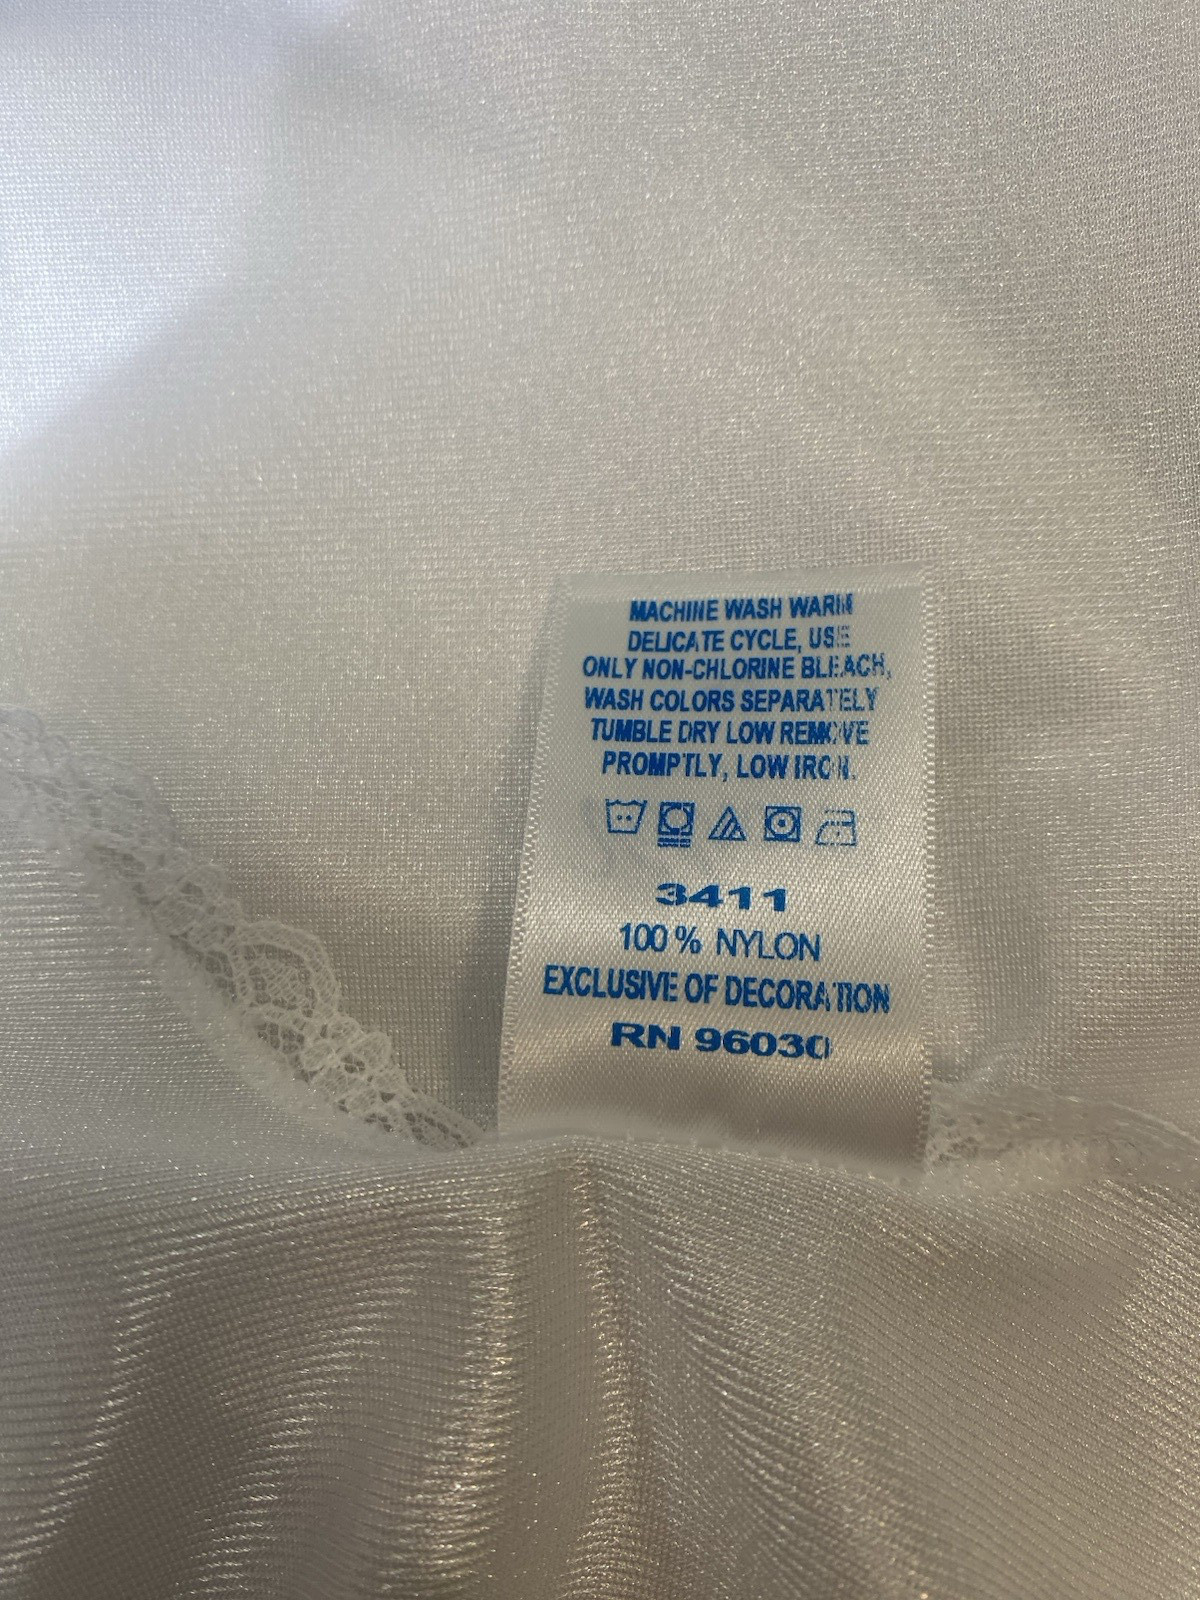 MACHINE WASH WARM
DELICATE CYCLE, USE
ONLY NON-CHLORINE BLEACH,
WASH COLORS SEPARATELY
TUMBLE DRY LOW REMOVE
PROMPTLY, LOW IRON.
3411
100% NYLON
EXCLUSIVE OF DECORATION
RN 96030